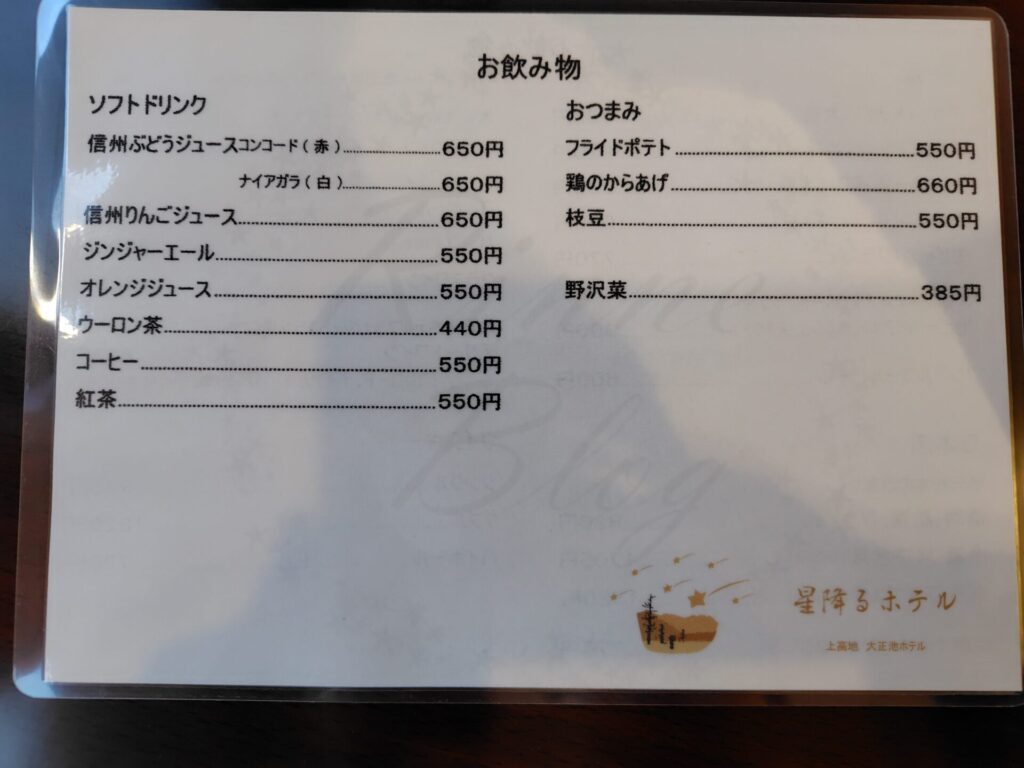 お飲み物
ソフトドリンク
信州ぶどうジュースコンコード（赤）………650円
ナイアガラ（白）………650円
信州りんごジュース………650円
ジンジャーエール………550円
オレンジジュース………550円
ウーロン茶………440円
コーヒー………550円
紅茶………550円
おつまみ
フライドポテト………550円
鶏のからあげ………660円
枝豆………550円
野沢菜………385円
Rinne
Blog
星降るホテル
上高地 大正池ホテル